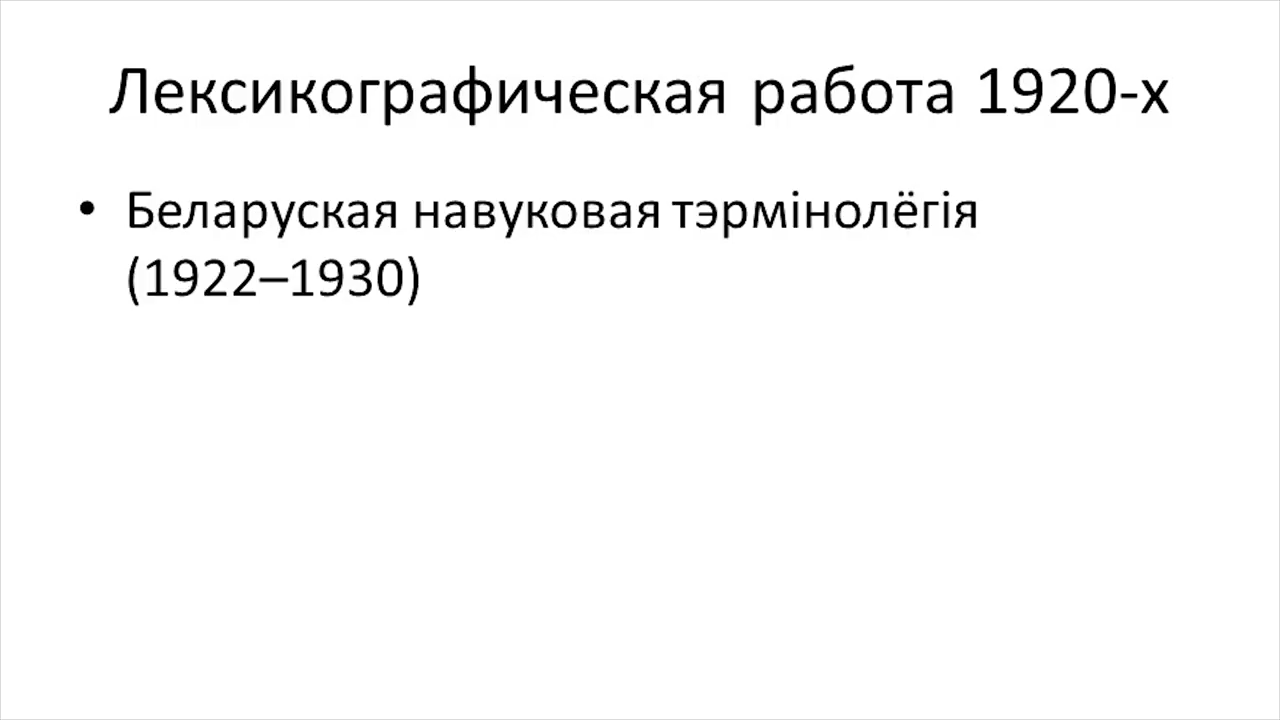 Лексикографическая работа 1920-х
• Беларуская навуковая тэрмінолёгія
(1922–1930)